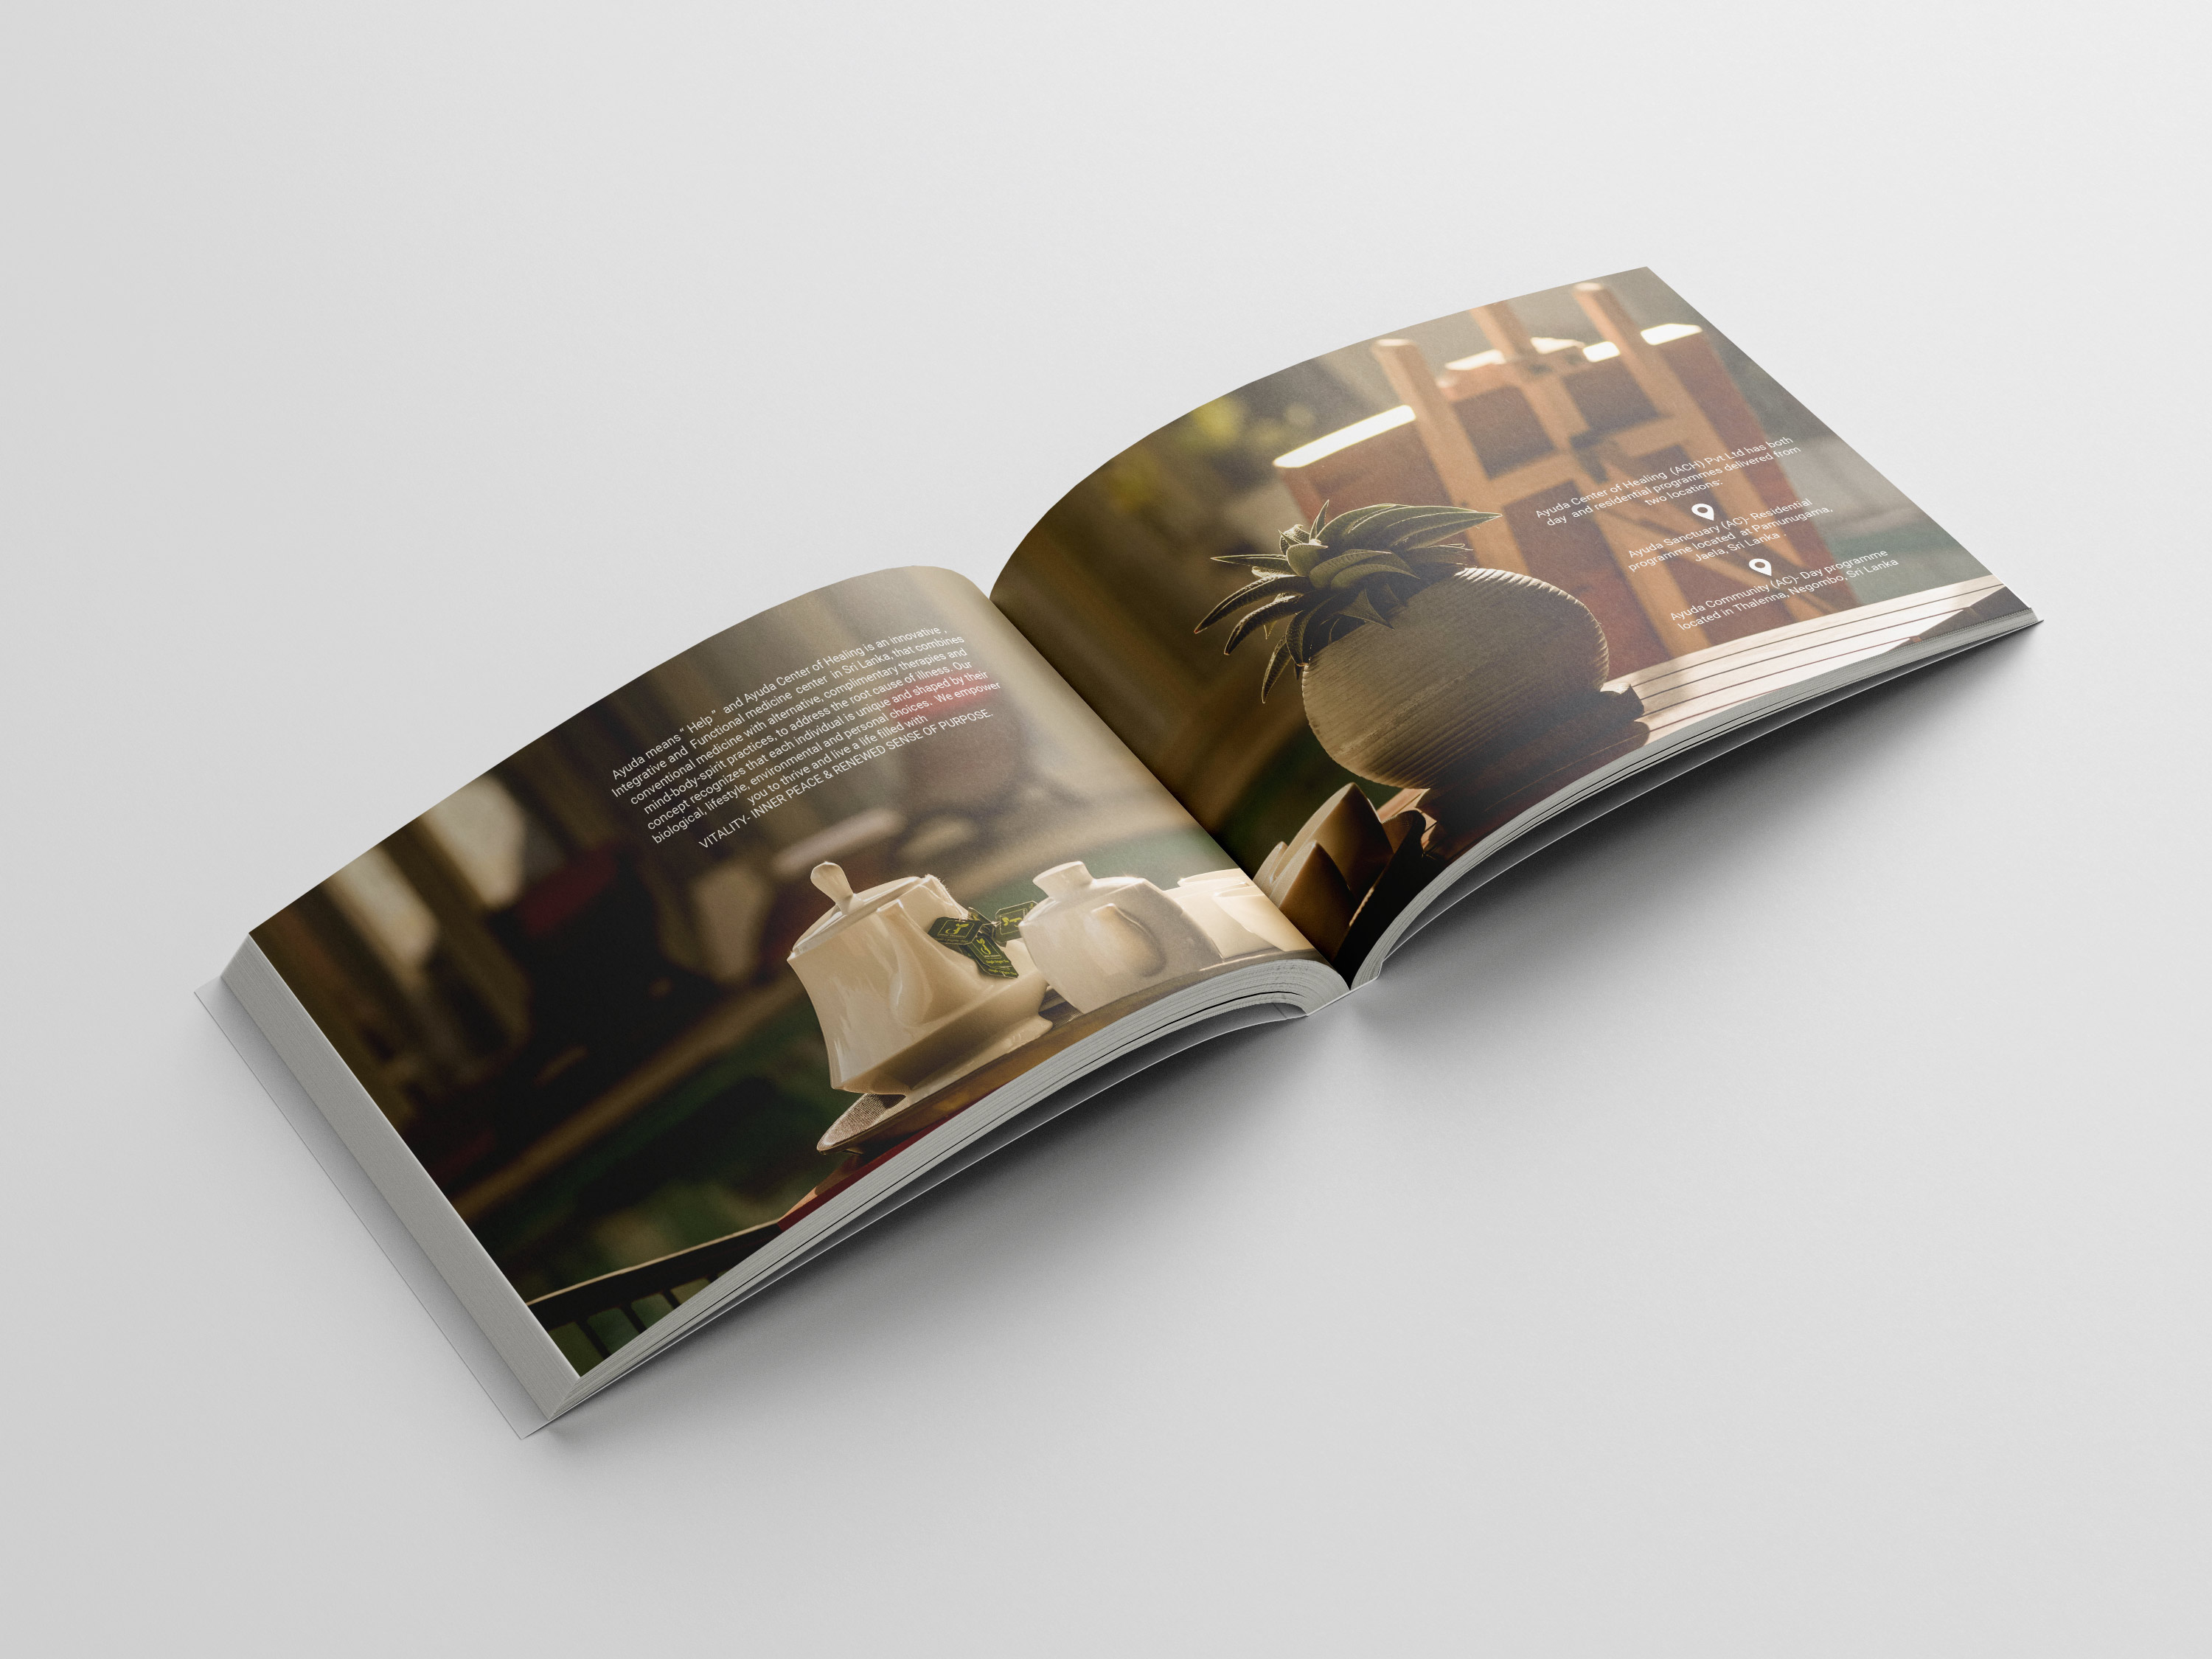 Ayuda means “ Help ” and Ayuda Center of Healing is an innovative ,
Integrative and Functional medicine center in Sri Lanka, that combines
conventional medicine with alternative, complimentary therapies and
mind-body-spirit practices, to address the root cause of illness. Our
concept recognizes that each individual is unique and shaped by their
biological, lifestyle, environmental and personal choices. We empower
you to thrive and live a life filled with
VITALITY- INNER PEACE & RENEWED SENSE OF PURPOSE.
Ayuda Center of Healing (ACH) Pvt Ltd has both
day and residential programmes delivered from
two locations:
Ayuda Sanctuary (AC)- Residential
programme located at Pamunugama,
Jaela, Sri Lanka .
Ayuda Community (AC)- Day programme
located in Thalenna, Negombo, Sri Lanka